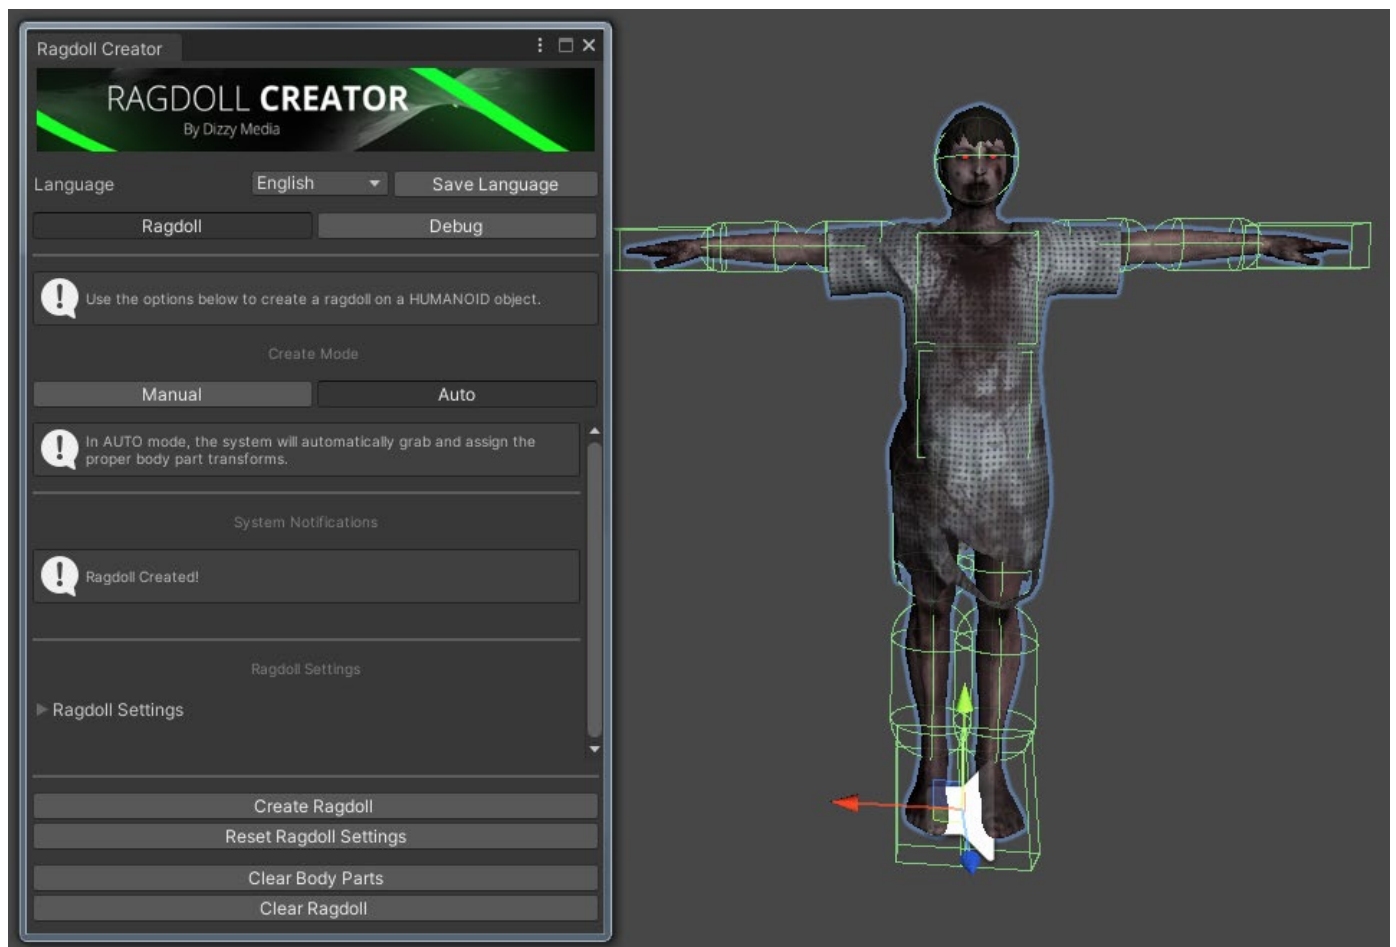 Ragdoll Creator
RAGDOLL CREATOR
By Dizzy Media
Language
English
Save Language
Ragdoll
Debug
Use the options below to create a ragdoll on a HUMANOID object.
Create Mode
Manual
Auto
In AUTO mode, the system will automatically grab and assign the
proper body part transforms.
System Notifications
Ragdoll Created!
Ragdoll Settings
Ragdoll Settings
Create Ragdoll
Reset Ragdoll Settings
Clear Body Parts
Clear Ragdoll